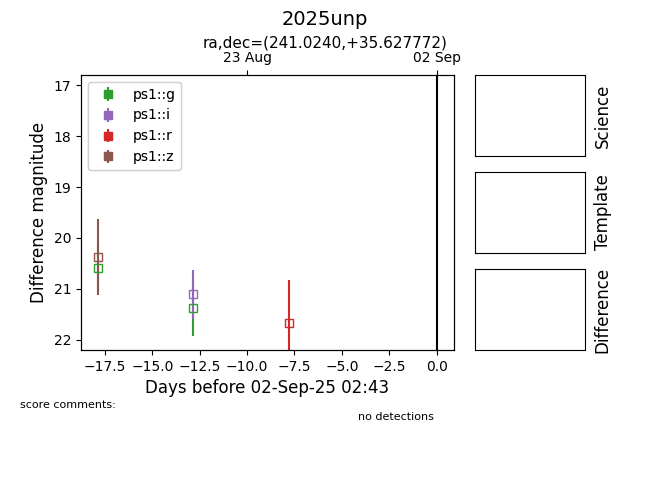 2025unp
ra,dec=(241.0240,+35.627772)
23 Aug
02 Sep
ps1::g
ps1::i
ps1::r
ps1::z
17
18
19
20
21
22
Difference magnitude
−17.5
−15.0
−12.5
−10.0
−7.5
−5.0
−2.5
0.0
Days before 02-Sep-25 02:43
Science
Template
Difference
score comments:
no detections